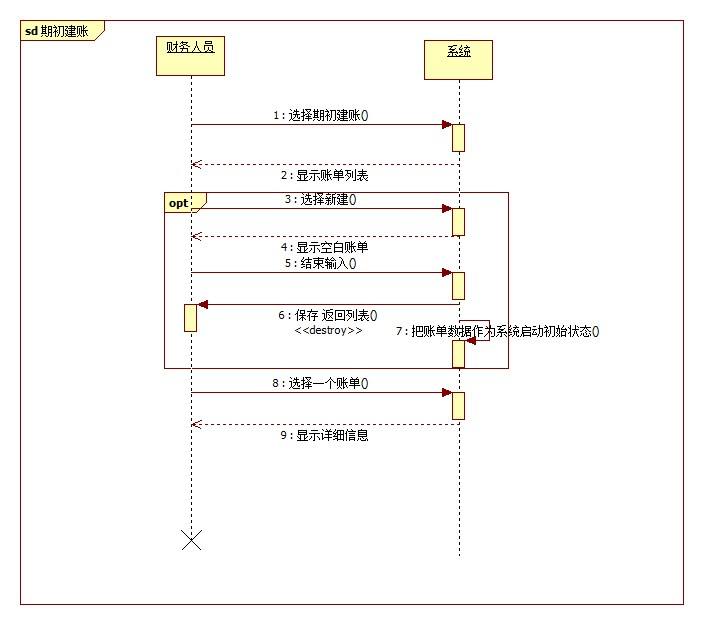 sd 期初建账
财务人员
系统
1 : 选择期初建账()
2 : 显示账单列表
opt
3 : 选择新建()
4 : 显示空白账单
5 : 结束输入()
6 : 保存 返回列表()
<<destroy>>
7 : 把账单数据作为系统启动初始状态()
8 : 选择一个账单()
9 : 显示详细信息